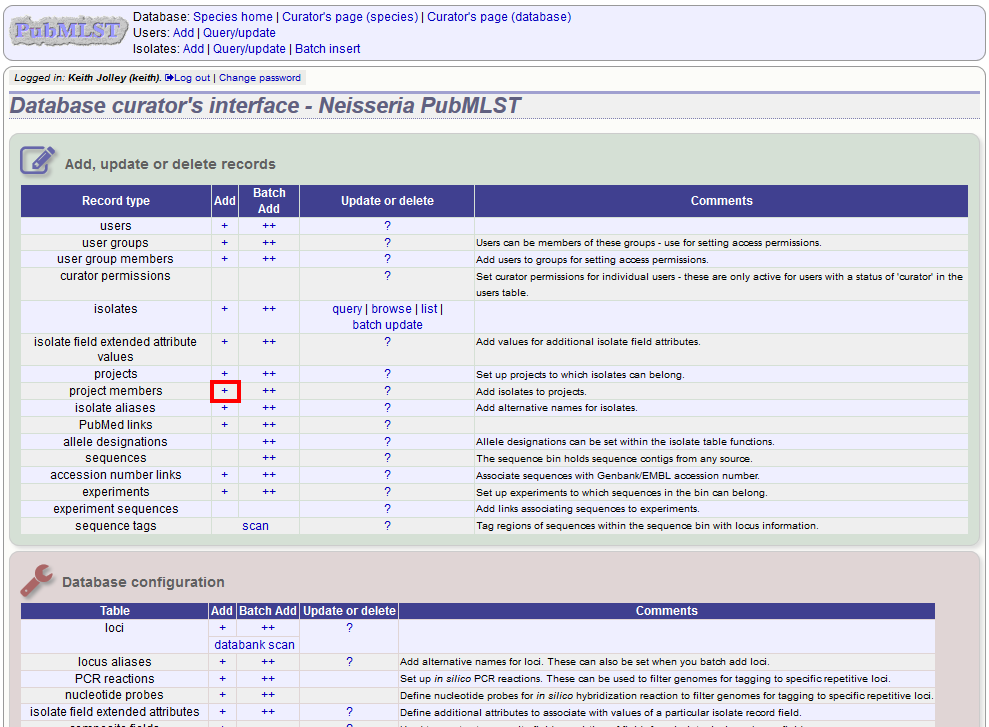 PubMLST
Database: Species home | Curator's page (species) | Curator's page (database)
Users: Add | Query/update
Isolates: Add | Query/update | Batch insert
Logged in: Keith Jolley (keith). Log out | Change password
Database curator's interface - Neisseria PubMLST
Add, update or delete records
Record type Add Batch Add Update or delete Comments
users + ++ ?
user groups + ++ ? Users can be members of these groups - use for setting access permissions.
user group members + ++ ? Add users to groups for setting access permissions.
curator permissions ? Set curator permissions for individual users - these are only active for users with a status of 'curator' in the
users table.
isolates + ++ query | browse | list |
batch update
isolate field extended attribute + ++ ? Add values for additional isolate field attributes.
values
projects + ++ ? Set up projects to which isolates can belong.
project members + ++ ? Add isolates to projects.
isolate aliases + ++ ? Add alternative names for isolates.
PubMed links + ++ ?
allele designations ++ ? Allele designations can be set within the isolate table functions.
sequences ++ ? The sequence bin holds sequence contigs from any source.
accession number links + ++ ? Associate sequences with Genbank/EMBL accession number.
experiments + ++ ? Set up experiments to which sequences in the bin can belong.
experiment sequences ? Add links associating sequences to experiments.
sequence tags scan ? Tag regions of sequences within the sequence bin with locus information.
Database configuration
Table Add Batch Add Update or delete Comments
loci + ++ ?
databank scan
locus aliases + ++ ? Add alternative names for loci. These can also be set when you batch add loci.
PCR reactions + ++ Set up in silico PCR reactions. These can be used to filter genomes for tagging to specific repetitive loci.
nucleotide probes + ++ Define nucleotide probes for in silico hybridization reaction to filter genomes for tagging to specific repetitive loci.
isolate field extended attributes + ++ ? Define additional attributes to associate with values of a particular isolate record field.